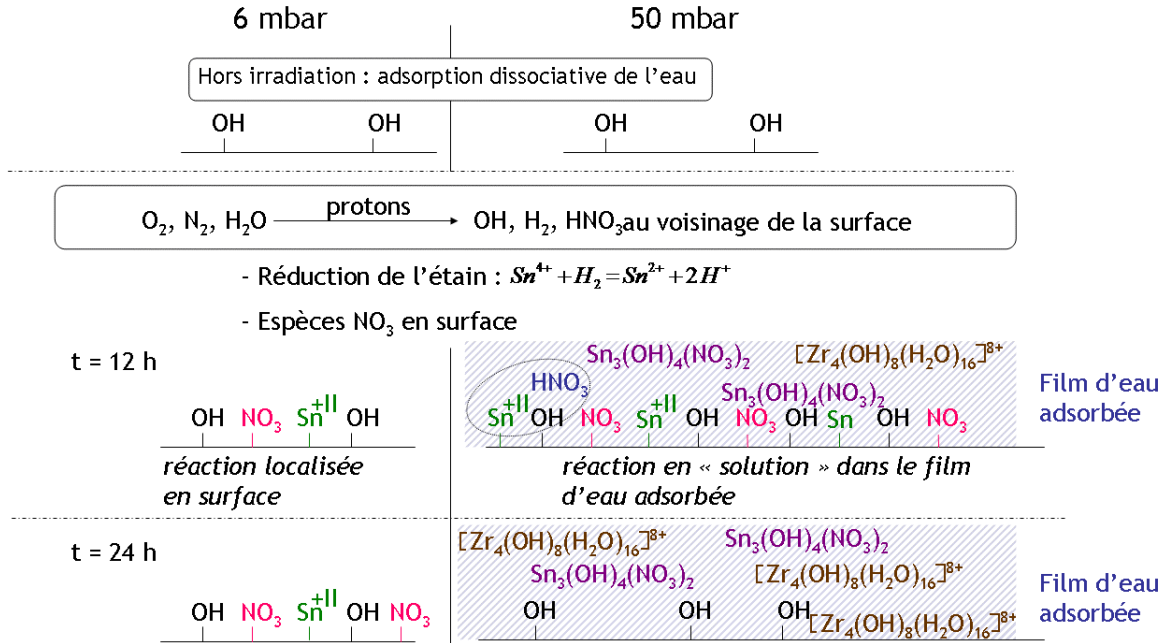 6 mbar
50 mbar
Hors irradiation : adsorption dissociative de l’eau
OH OH OH OH
O₂, N₂, H₂O protons OH, H₂, HNO₃ au voisinage de la surface
- Réduction de l’étain : Sn⁴⁺ + H₂ = Sn²⁺ + 2H⁺
- Espèces NO₃ en surface
t = 12 h
OH NO₃ Sn⁺ᴵᴵ OH
réaction localisée
en surface
Sn₃(OH)₄(NO₃)₂ [Zr₄(OH)₈(H₂O)₁₆]⁸⁺
HNO₃ Sn₃(OH)₄(NO₃)₂
Sn⁺ᴵᴵ OH NO₃ Sn⁺ᴵᴵ OH NO₃ OH Sn OH NO₃
Film d’eau
adsorbée
réaction en « solution » dans le film
d’eau adsorbée
t = 24 h
OH NO₃ Sn⁺ᴵᴵ OH NO₃
[Zr₄(OH)₈(H₂O)₁₆]⁸⁺ Sn₃(OH)₄(NO₃)₂
Sn₃(OH)₄(NO₃)₂ [Zr₄(OH)₈(H₂O)₁₆]⁸⁺
OH OH OH [Zr₄(OH)₈(H₂O)₁₆]⁸⁺
Film d’eau
adsorbée